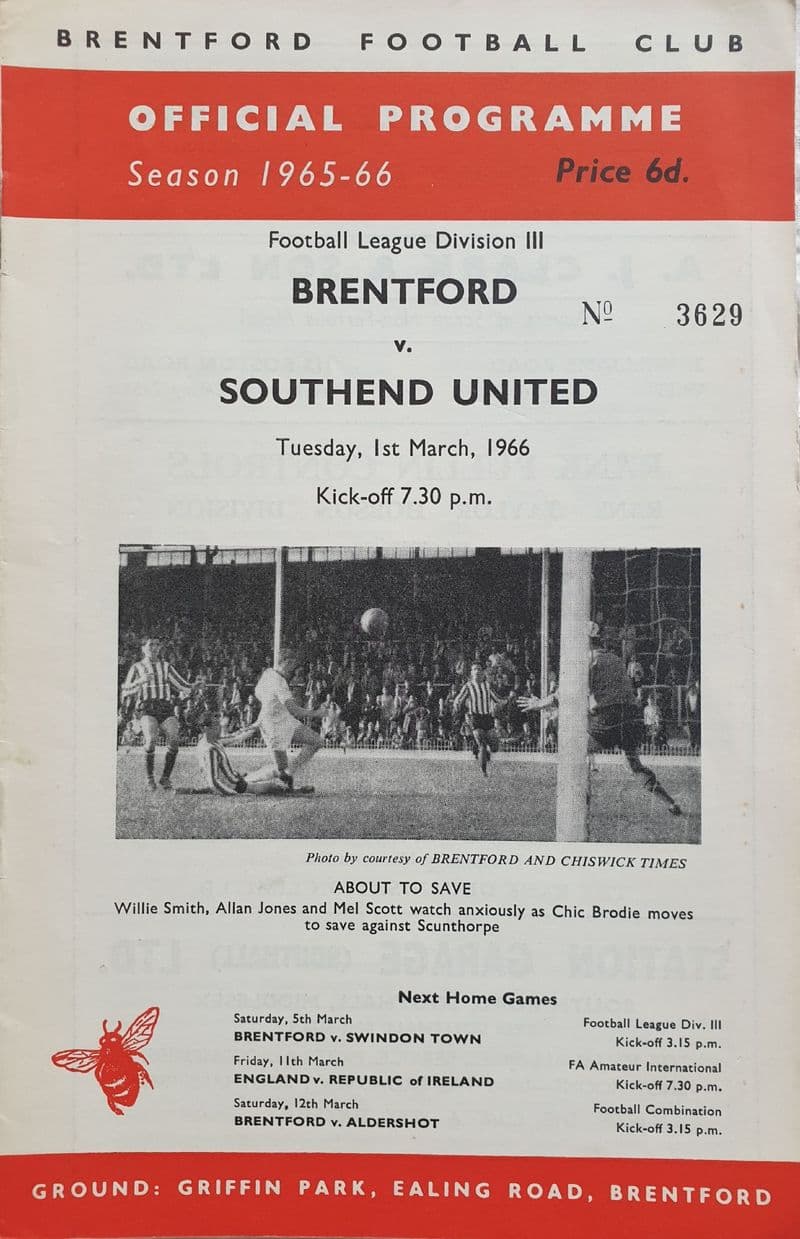 BRENTFORD FOOTBALL CLUB
OFFICIAL PROGRAMME
Season 1965-66 Price 6d.
Football League Division III
BRENTFORD
Nº 3629
v.
SOUTHEND UNITED
Tuesday, 1st March, 1966
Kick-off 7.30 p.m.
Photo by courtesy of BRENTFORD AND CHISWICK TIMES
ABOUT TO SAVE
Willie Smith, Allan Jones and Mel Scott watch anxiously as Chic Brodie moves
to save against Scunthorpe
Next Home Games
Saturday, 5th March Football League Div. III
BRENTFORD v. SWINDON TOWN Kick-off 3.15 p.m.
Friday, 11th March FA Amateur International
ENGLAND v. REPUBLIC of IRELAND Kick-off 7.30 p.m.
Saturday, 12th March Football Combination
BRENTFORD v. ALDERSHOT Kick-off 3.15 p.m.
GROUND: GRIFFIN PARK, EALING ROAD, BRENTFORD